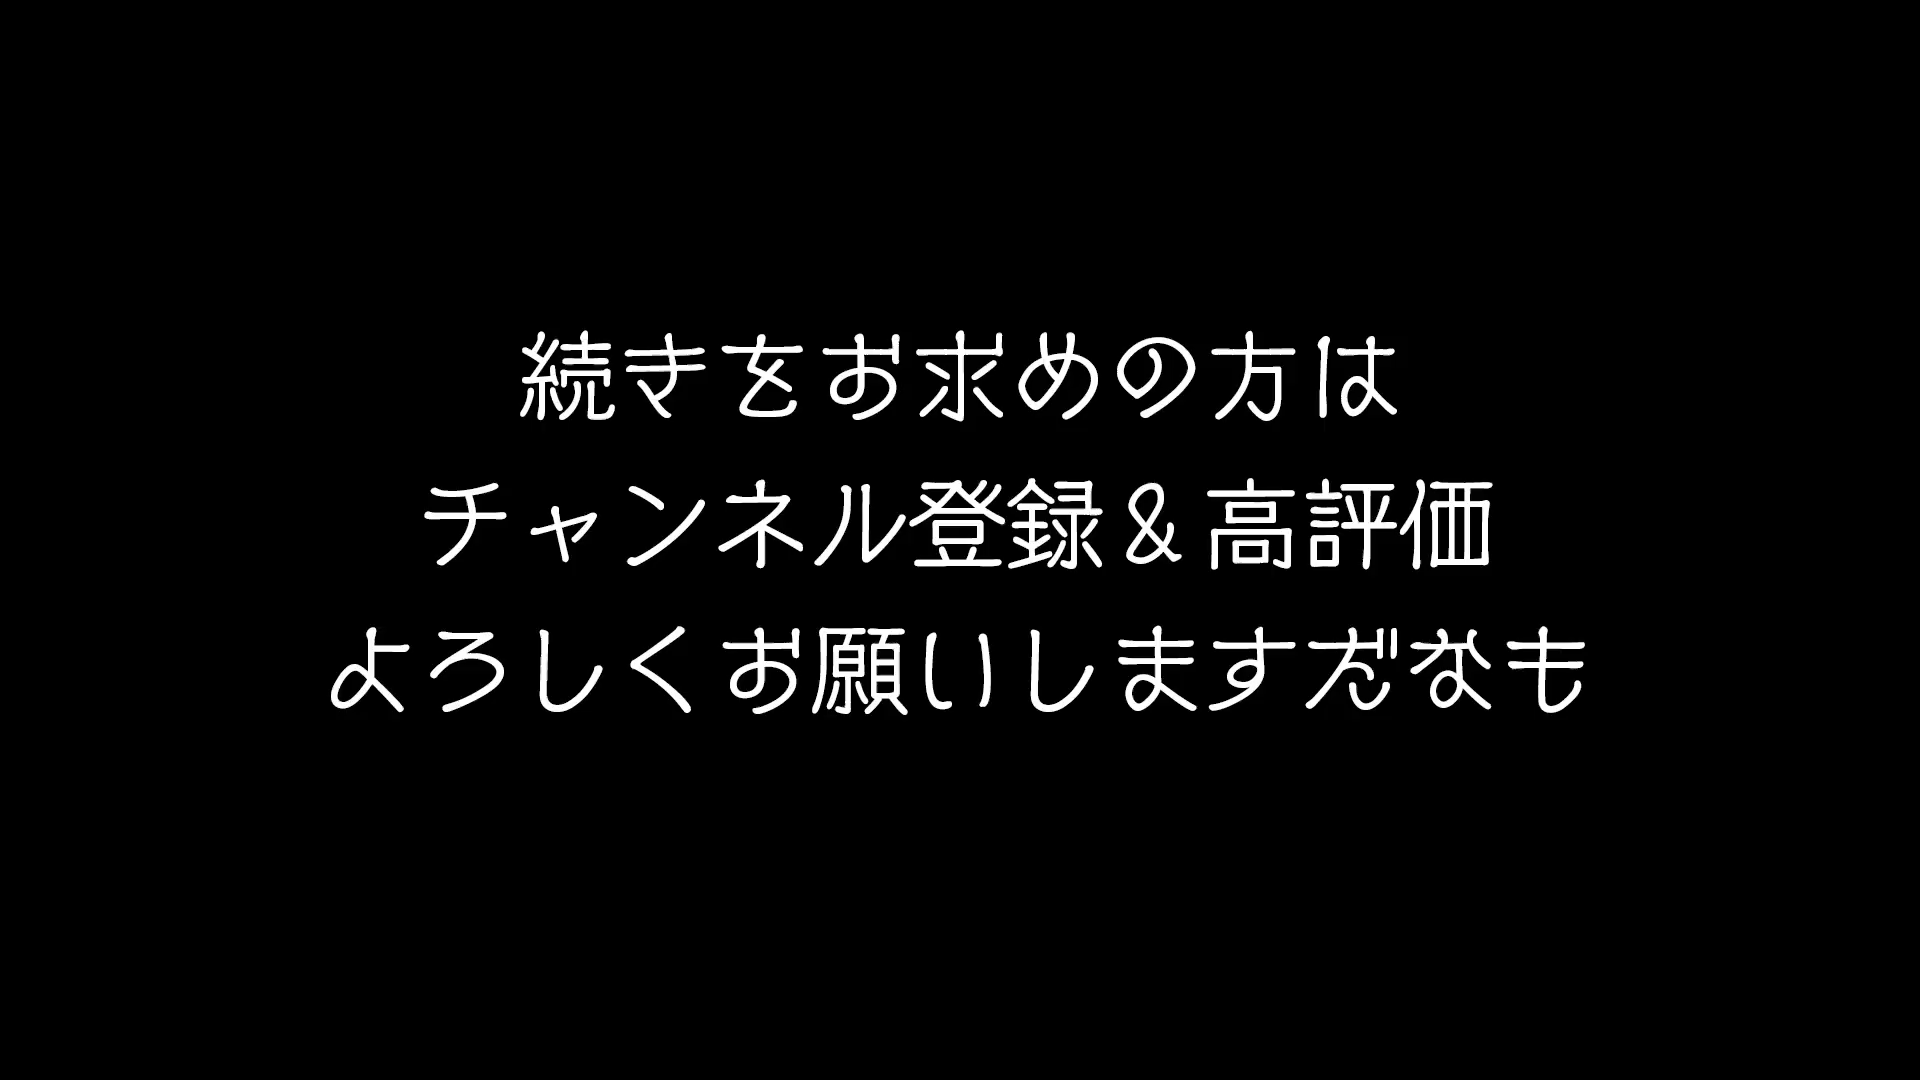 続きをお求めの方は
チャンネル登録＆高評価
よろしくお願いしますだなも